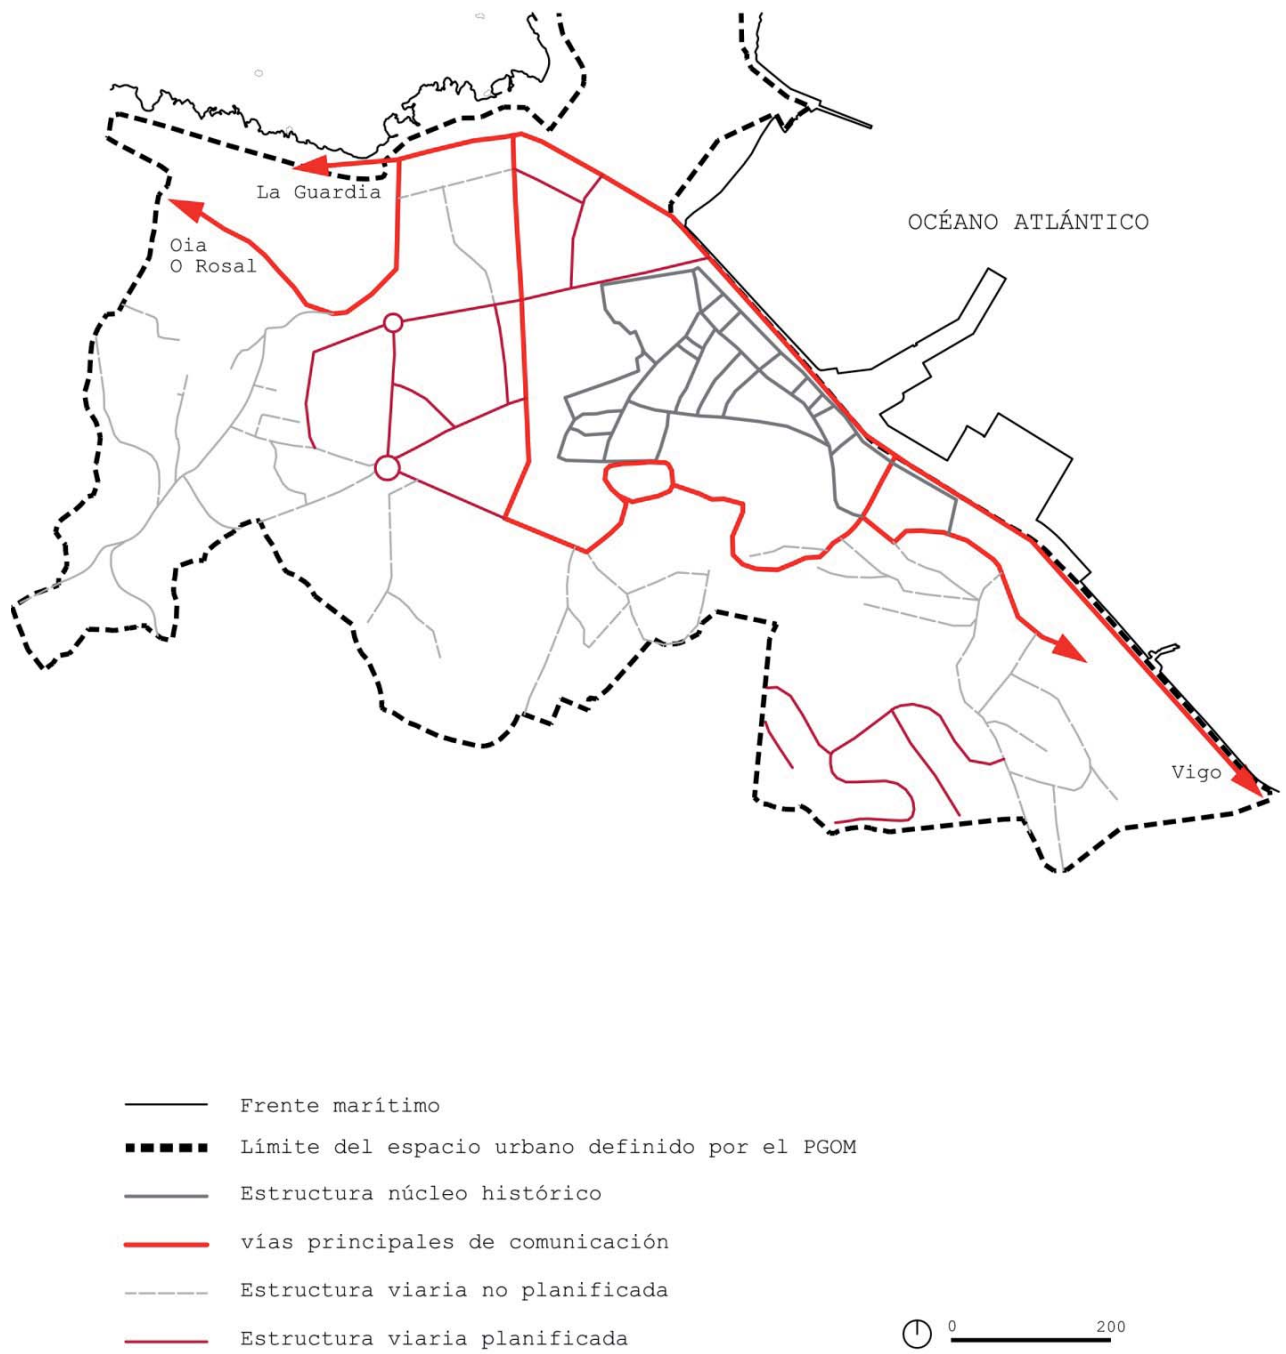 La Guardia
Oia
O Rosal
OCÉANO ATLÁNTICO
Vigo
Frente marítimo
Límite del espacio urbano definido por el PGOM
Estructura núcleo histórico
vías principales de comunicación
Estructura viaria no planificada
Estructura viaria planificada
0 200